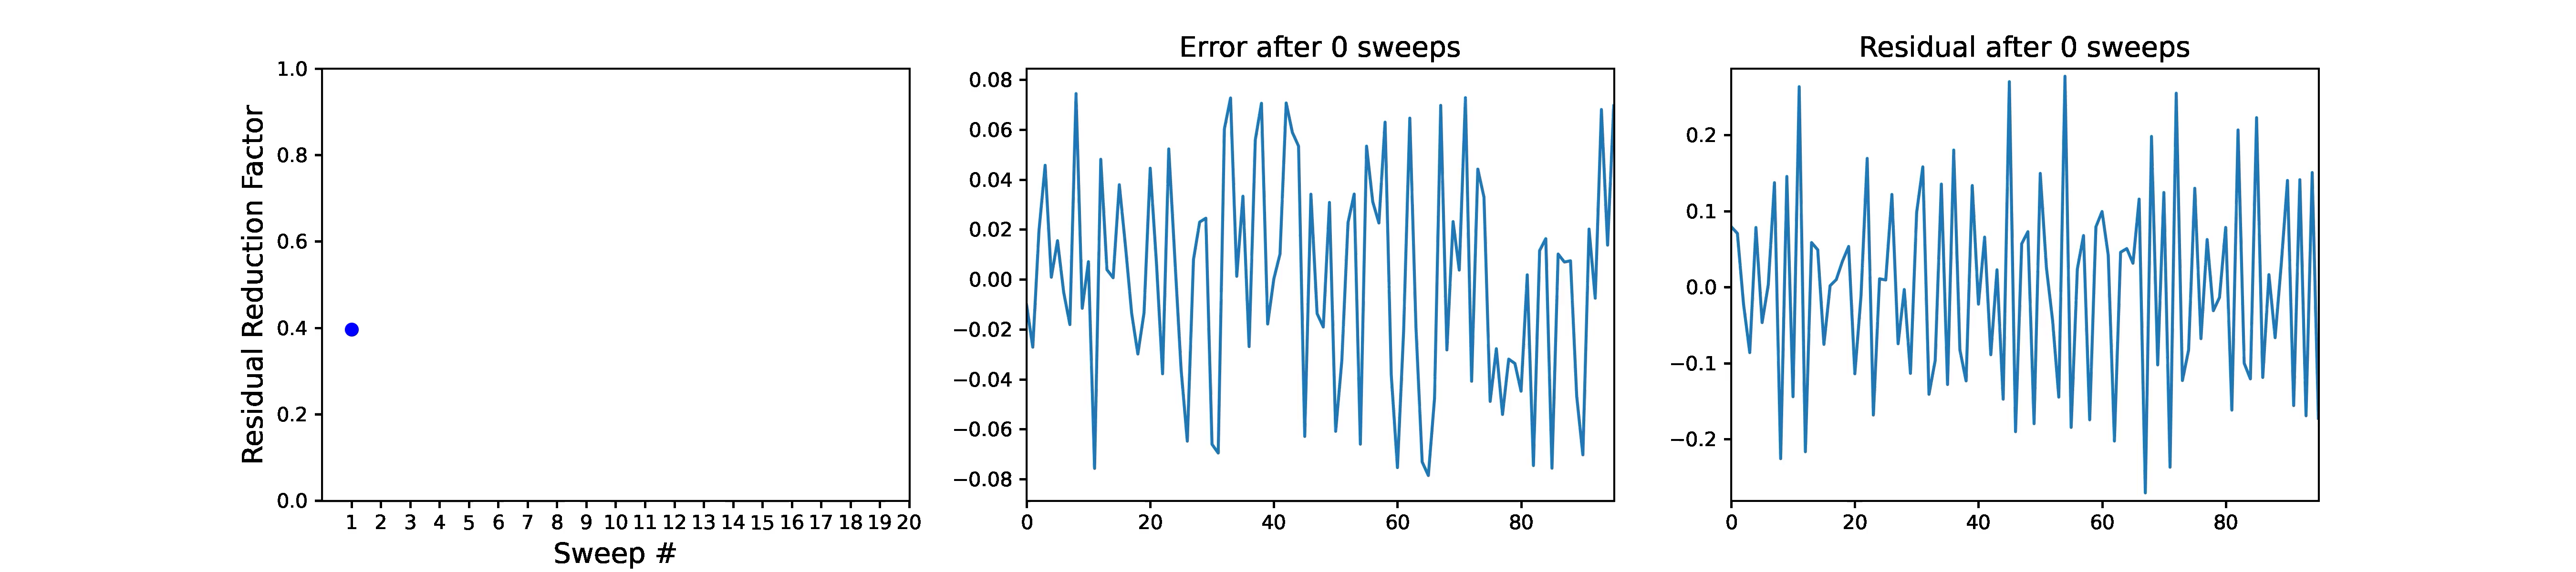 Residual Reduction Factor
1.0
0.8
0.6
0.4
0.2
0.0
1 2 3 4 5 6 7 8 9 10 11 12 13 14 15 16 17 18 19 20
Sweep #
Error after 0 sweeps
0.08
0.06
0.04
0.02
0.00
−0.02
−0.04
−0.06
−0.08
0 20 40 60 80
Residual after 0 sweeps
0.2
0.1
0.0
−0.1
−0.2
0 20 40 60 80